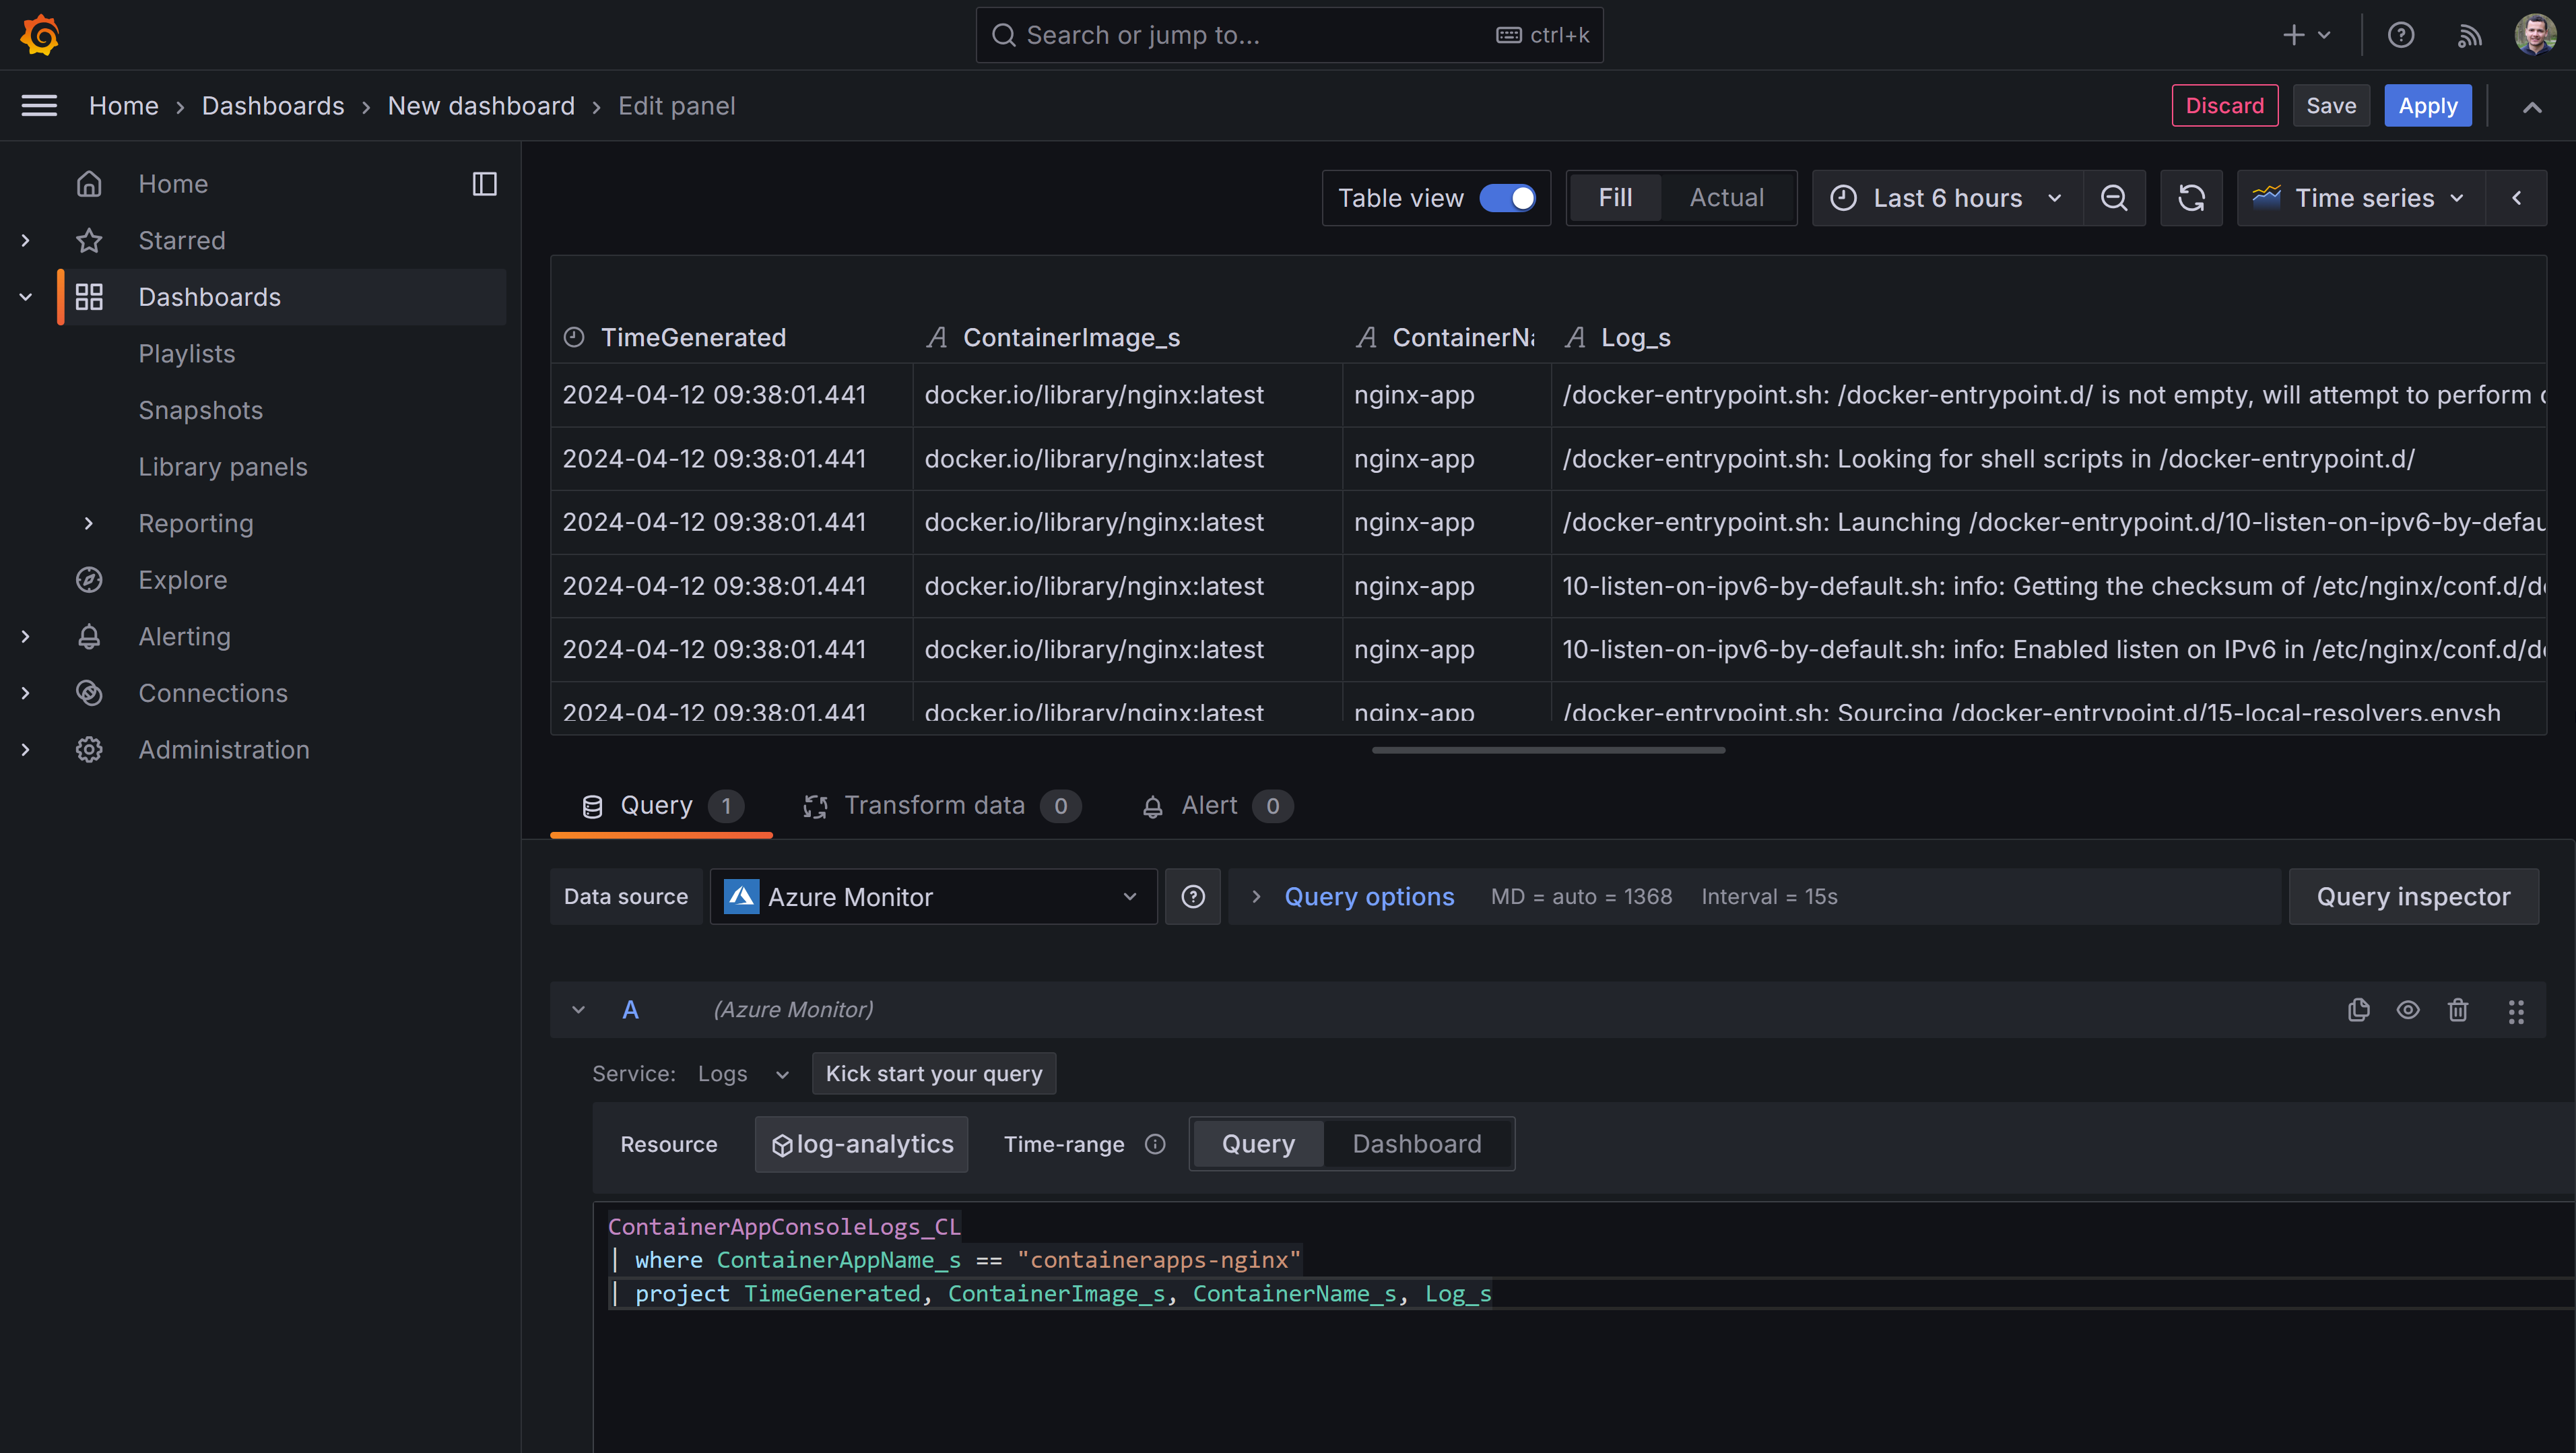 Search or jump to... ctrl+k
Home › Dashboards › New dashboard › Edit panel
Discard Save Apply
Home
Starred
Dashboards
Playlists
Snapshots
Library panels
Reporting
Explore
Alerting
Connections
Administration
Table view Fill Actual Last 6 hours Time series
TimeGenerated ContainerImage_s ContainerNa Log_s
2024-04-12 09:38:01.441 docker.io/library/nginx:latest nginx-app /docker-entrypoint.sh: /docker-entrypoint.d/ is not empty, will attempt to perform
2024-04-12 09:38:01.441 docker.io/library/nginx:latest nginx-app /docker-entrypoint.sh: Looking for shell scripts in /docker-entrypoint.d/
2024-04-12 09:38:01.441 docker.io/library/nginx:latest nginx-app /docker-entrypoint.sh: Launching /docker-entrypoint.d/10-listen-on-ipv6-by-defau
2024-04-12 09:38:01.441 docker.io/library/nginx:latest nginx-app 10-listen-on-ipv6-by-default.sh: info: Getting the checksum of /etc/nginx/conf.d/de
2024-04-12 09:38:01.441 docker.io/library/nginx:latest nginx-app 10-listen-on-ipv6-by-default.sh: info: Enabled listen on IPv6 in /etc/nginx/conf.d/de
2024-04-12 09:38:01.441 docker.io/library/nginx:latest nginx-app /docker-entrypoint.sh: Sourcing /docker-entrypoint.d/15-local-resolvers.envsh
Query 1 Transform data 0 Alert 0
Data source Azure Monitor Query options MD = auto = 1368 Interval = 15s Query inspector
A (Azure Monitor)
Service: Logs Kick start your query
Resource log-analytics Time-range Query Dashboard
ContainerAppConsoleLogs_CL
| where ContainerAppName_s == "containerapps-nginx"
| project TimeGenerated, ContainerImage_s, ContainerName_s, Log_s